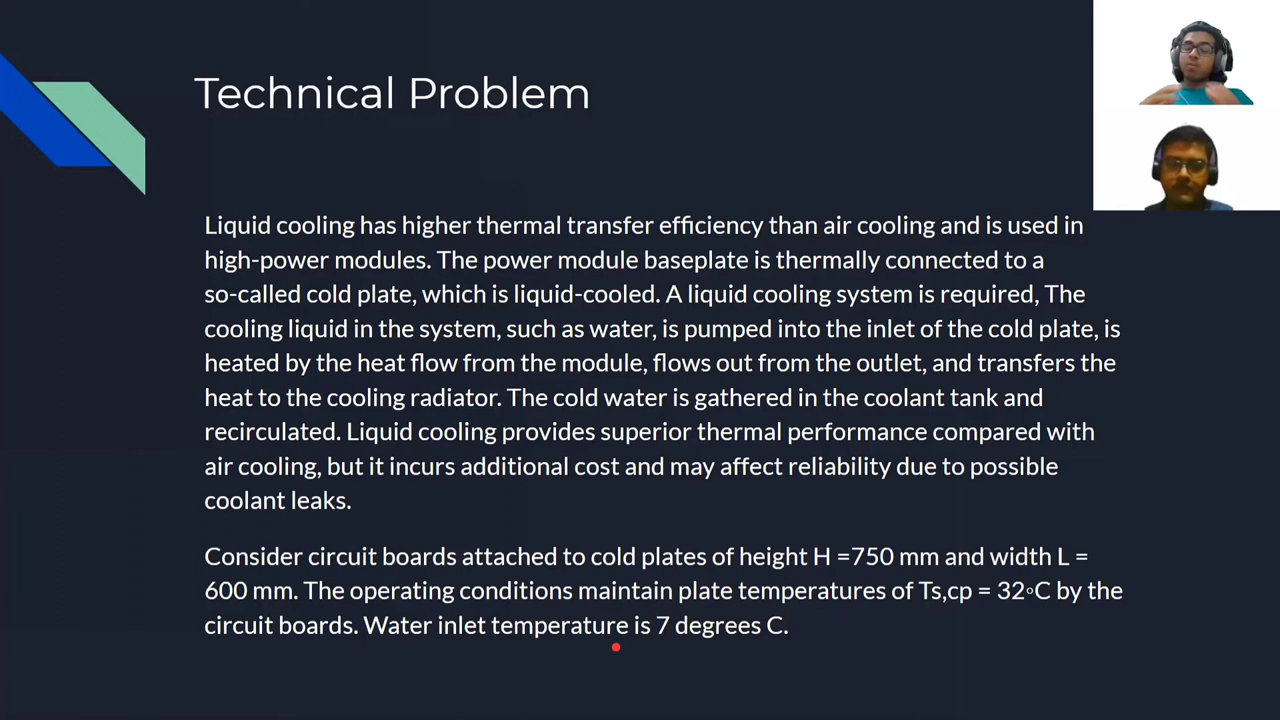 Technical Problem
Liquid cooling has higher thermal transfer efficiency than air cooling and is used in
high-power modules. The power module baseplate is thermally connected to a
so-called cold plate, which is liquid-cooled. A liquid cooling system is required, The
cooling liquid in the system, such as water, is pumped into the inlet of the cold plate, is
heated by the heat flow from the module, flows out from the outlet, and transfers the
heat to the cooling radiator. The cold water is gathered in the coolant tank and
recirculated. Liquid cooling provides superior thermal performance compared with
air cooling, but it incurs additional cost and may affect reliability due to possible
coolant leaks.
Consider circuit boards attached to cold plates of height H =750 mm and width L =
600 mm. The operating conditions maintain plate temperatures of Ts,cp = 32◦C by the
circuit boards. Water inlet temperature is 7 degrees C.